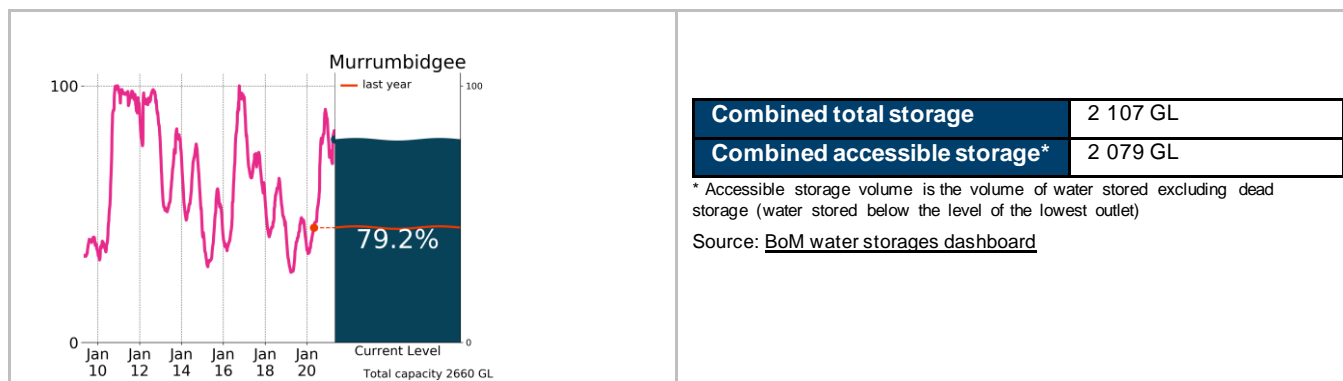 Murrumbidgee
last year
100
100
79.2%
0
0
Jan 10
Jan 12
Jan 14
Jan 16
Jan 18
Jan 20
Current Level
Total capacity 2660 GL
Combined total storage 2 107 GL
Combined accessible storage* 2 079 GL
* Accessible storage volume is the volume of water stored excluding dead
storage (water stored below the level of the lowest outlet)
Source: BoM water storages dashboard